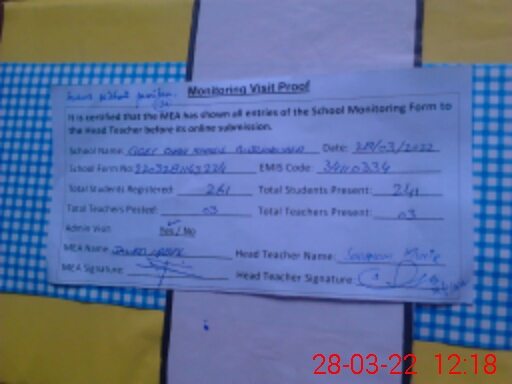 Monitoring Visit Proof
It is certified that the MEA has shown all entries of the School Monitoring Form to
the Head Teacher before its online submission.
School Name: Date: 28/03/2022
School Form No EMIS Code: 34110334
Total Students Registered: 261 Total Students Present: 241
Total Teachers Posted: 03 Total Teachers Present: 03
Admin Visit: Yes / No
MEA Name: Head Teacher Name:
MEA Signature: Head Teacher Signature:
28-03-22 12:18